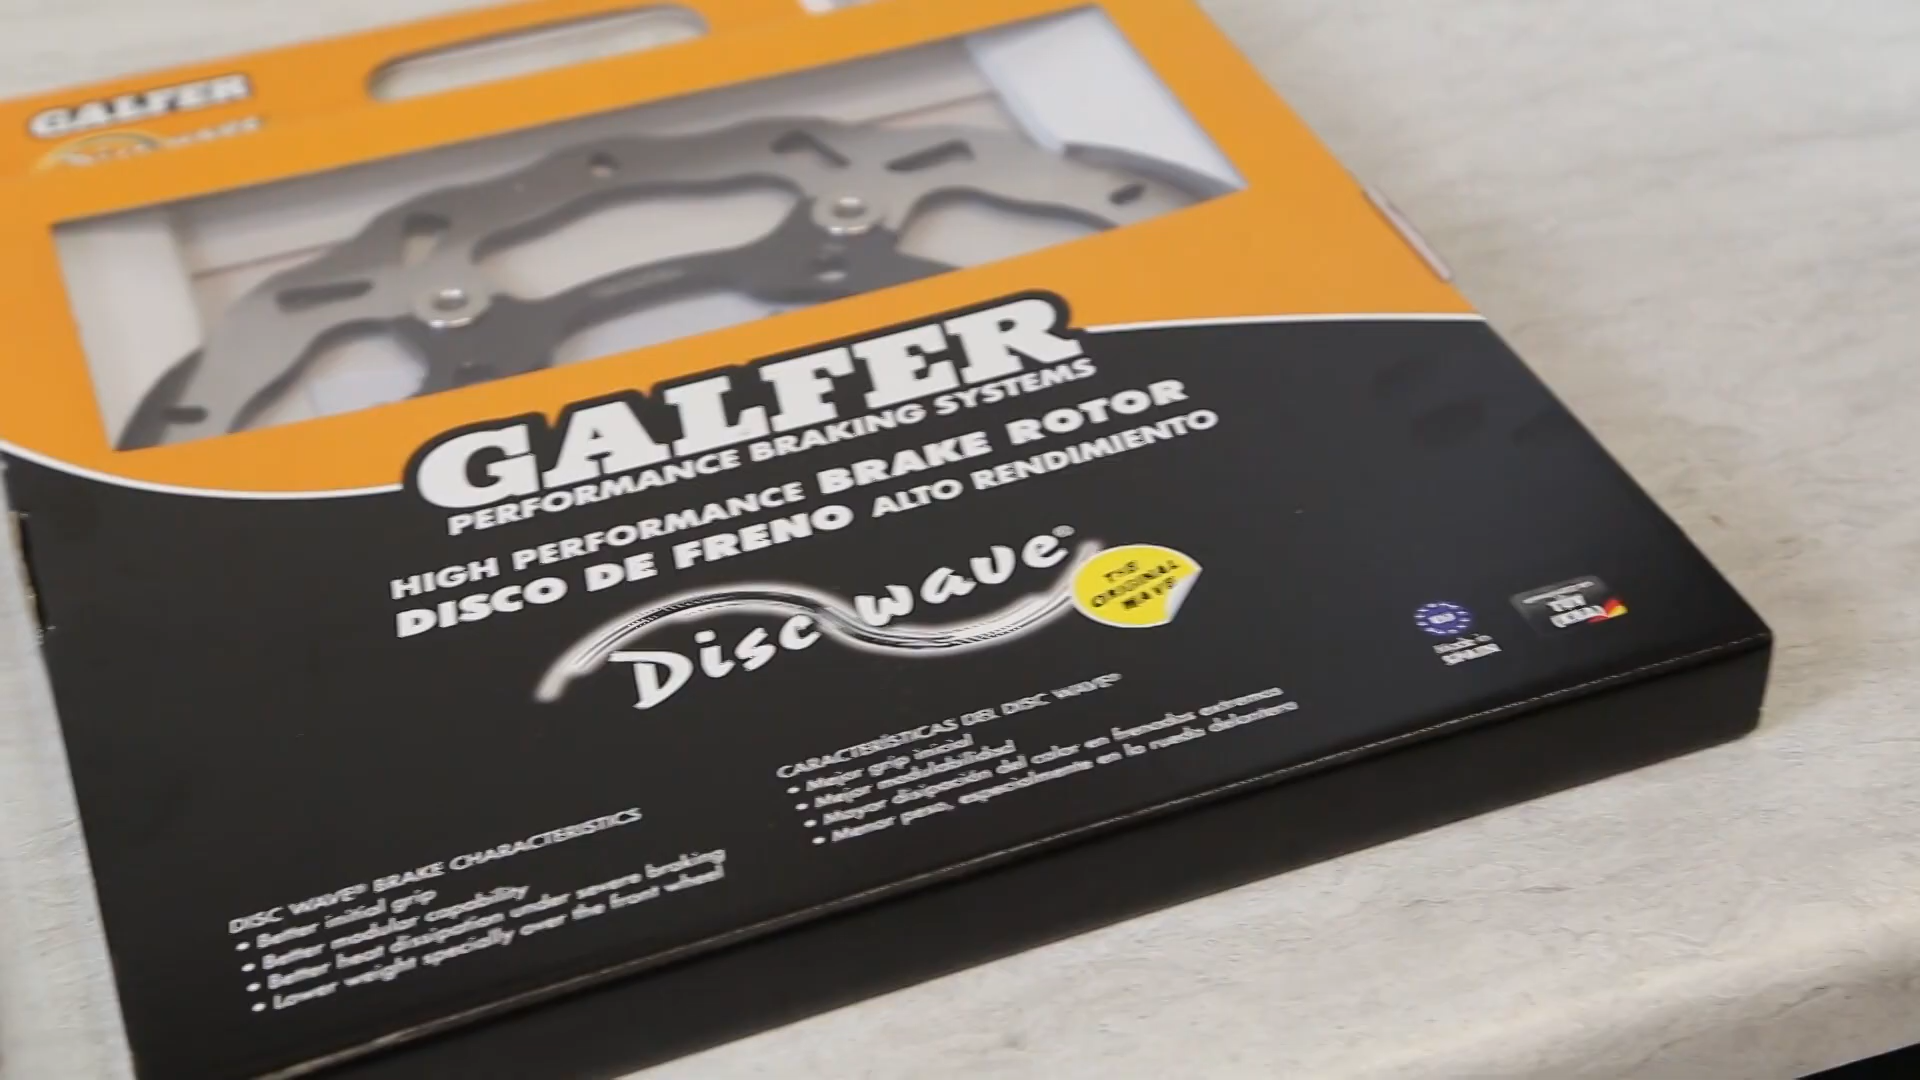 GALFER
GALFER
PERFORMANCE BRAKING SYSTEMS
HIGH PERFORMANCE BRAKE ROTOR
DISCO DE FRENO ALTO RENDIMIENTO
Disc wave®
THE
ORIGINAL
WAVE
Made in
SPAIN
CARACTERÍSTICAS DEL DISC WAVE®
• Mejor grip inicial
• Mejor modulabilidad
• Mayor disipación del calor en frenadas extremas
• Menor peso, especialmente en la rueda delantera
DISC WAVE® BRAKE CHARACTERISTICS
• Better initial grip
• Better modular capability
• Better heat dissipation under severe braking
• Lower weight specially over the front wheel